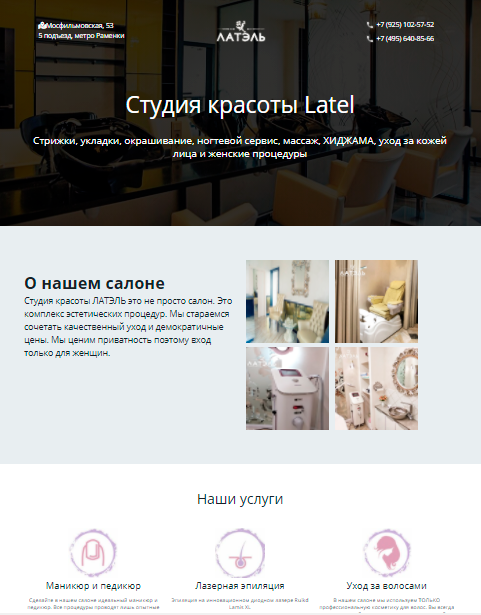 Мосфильмовская, 53
5 подъезд, метро Раменки
ЛАТЭЛЬ
+7 (925) 102-57-52
+7 (495) 640-85-66
Студия красоты Latel
Стрижки, укладки, окрашивание, ногтевой сервис, массаж, ХИДЖАМА, уход за кожей
лица и женские процедуры
О нашем салоне
Студия красоты ЛАТЭЛЬ это не просто салон. Это
комплекс эстетических процедур. Мы стараемся
сочетать качественный уход и демократичные
цены. Мы ценим приватность поэтому вход
только для женщин.
ЛАТЭЛЬ
ЛАТЭЛЬ
Наши услуги
Маникюр и педикюр
Лазерная эпиляция
Уход за волосами
Сделайте в нашем салоне идеальный маникюр и
педикюр. Все процедуры проводят лишь опытные
Эпиляция на инновационном диодном лазере Ruikd
В нашем салоне мы используем ТОЛЬКО
профессиональную косметику для волос. Вы всегда